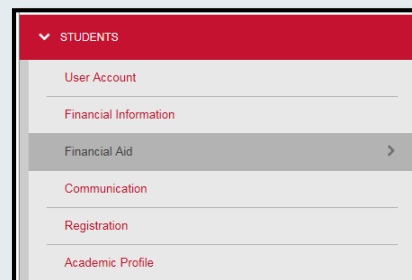 STUDENTS
User Account
Financial Information
Financial Aid
Communication
Registration
Academic Profile